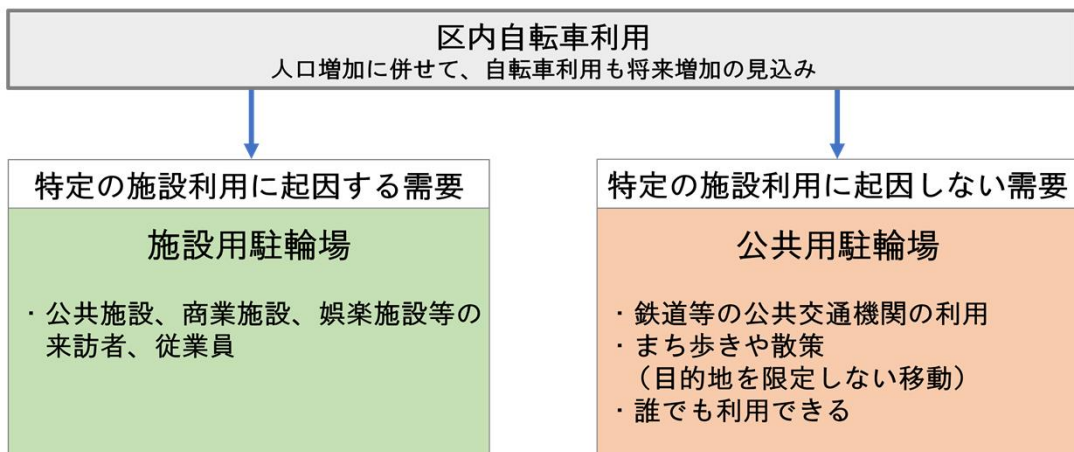 区内自転車利用
人口増加に併せて、自転車利用も将来増加の見込み
特定の施設利用に起因する需要
施設用駐輪場
・公共施設、商業施設、娯楽施設等の
来訪者、従業員
特定の施設利用に起因しない需要
公共用駐輪場
・鉄道等の公共交通機関の利用
・まち歩きや散策
（目的地を限定しない移動）
・誰でも利用できる